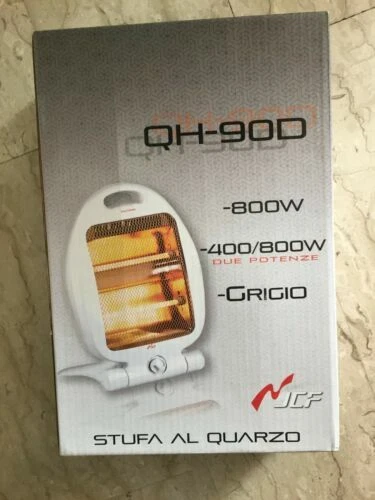 QH-90D
-800W
-400/800W
DUE POTENZE
-GRIGIO
JCF
STUFA AL QUARZO